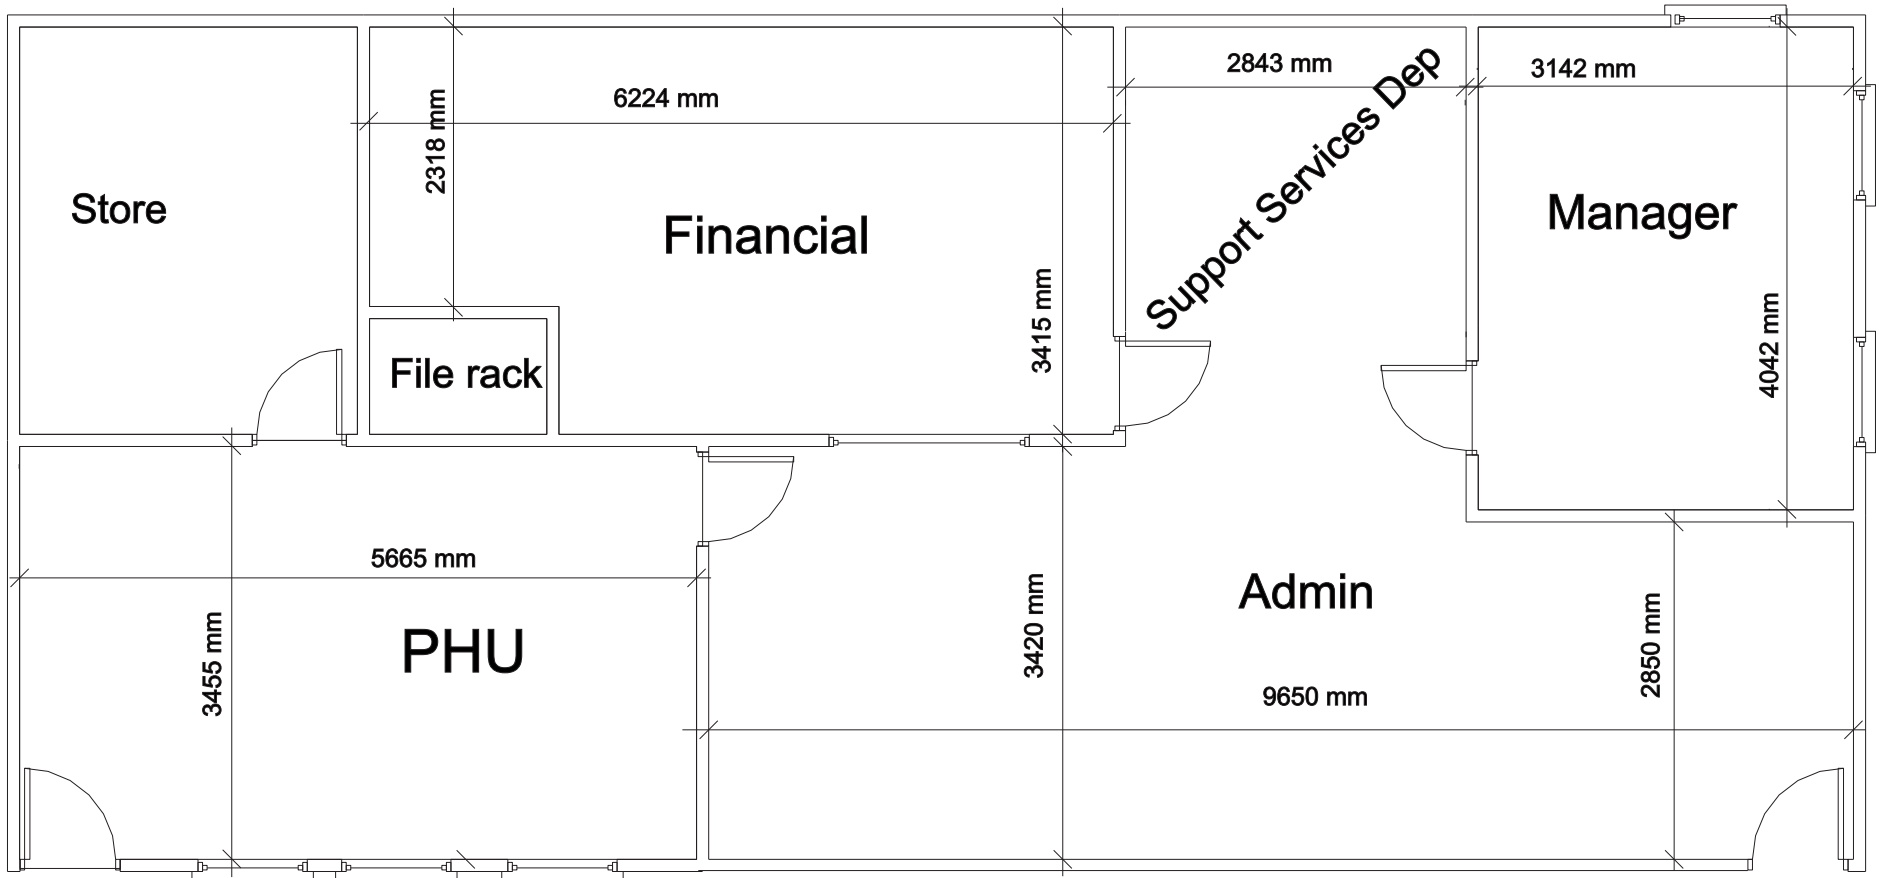 2843 mm
3142 mm
6224 mm
2318 mm
Store
Financial
Support Services Dep
Manager
3415 mm
4042 mm
File rack
5665 mm
3455 mm
PHU
3420 mm
Admin
2850 mm
9650 mm